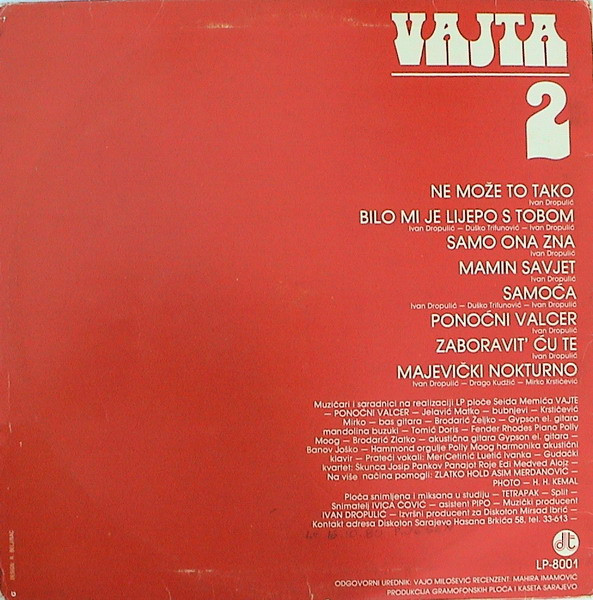 VAJTA
2
NE MOŽE TO TAKO
Ivan Dropulić
BILO MI JE LIJEPO S TOBOM
Ivan Dropulić — Duško Trifunović — Ivan Dropulić
SAMO ONA ZNA
Ivan Dropulić
MAMIN SAVJET
Ivan Dropulić
SAMOĆA
Ivan Dropulić — Duško Trifunović — Ivan Dropulić
PONOĆNI VALCER
Ivan Dropulić
ZABORAVIT' ĆU TE
Ivan Dropulić
MAJEVIČKI NOKTURNO
Ivan Dropulić — Drago Kudžić — Mirko Krstičević
Muzičari i saradnici na realizaciji LP ploče Seida Memića VAJTE
— PONOĆNI VALCER — Jelavić Matko — bubnjevi — Krstičević
Mirko — bas gitara — Brodarić Željko — Gypson el. gitara —
mandolina buzuki — Tomić Doris — Fender Rhodes Piano Polly
Moog — Brodarić Zlatko — akustična gitara Gypson el. gitara —
Banov Joško — Hammond orgulje Polly Moog harmonika akustični
klavir — Prateći vokali: MeriCetinić Luetić Ivanka — Gudački
kvartet: Škunca Josip Pankov Panajot Roje Edi Medved Alojz —
Na više načina pomogli: ZLATKO HOLD ASIM MERDANOVIĆ —
PHOTO — H. H. KEMAL
Ploča snimljena i miksana u studiju — TETRAPAK — Split —
Snimatelj IVICA ČOVIĆ — asistent PIPO — Muzički producent
IVAN DROPULIĆ — Izvršni producent za Diskoton Mirsad Ibrić —
Kontakt adresa Diskoton Sarajevo Hasana Brkića 58, tel. 33-613 —
dt
LP-8001
ODGOVORNI UREDNIK: VAJO MILOŠEVIĆ RECENZENT: MAHIRA IMAMOVIĆ
PRODUKCIJA GRAMOFONSKIH PLOČA I KASETA SARAJEVO